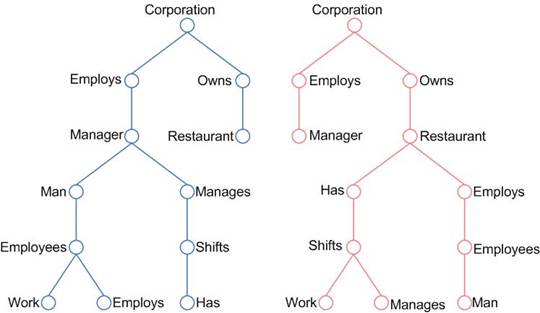 Corporation Corporation
Employs Owns Employs Owns
Manager Restaurant Manager Restaurant
Man Manages Has Employs
Employees Shifts Shifts Employees
Work Employs Has Work Manages Man